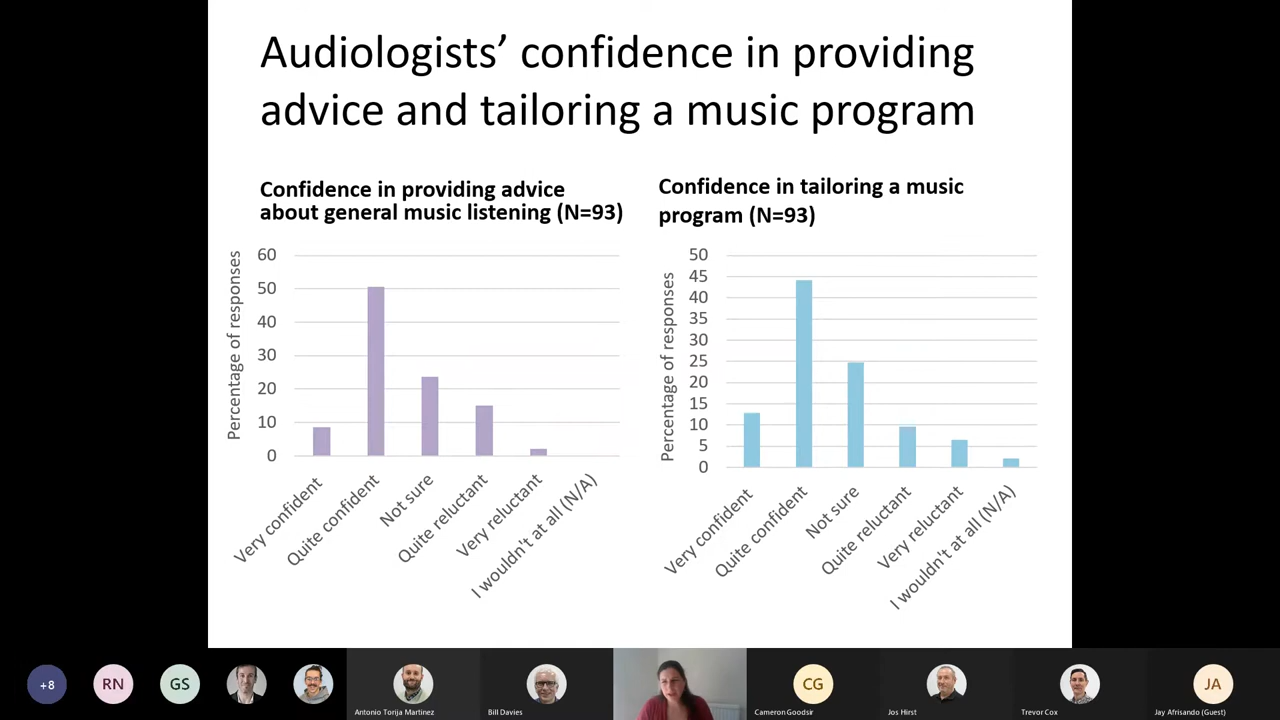 Audiologists’ confidence in providing
advice and tailoring a music program
Confidence in providing advice
about general music listening (N=93)
Percentage of responses
60
50
40
30
20
10
0
Very confident
Quite confident
Not sure
Quite reluctant
Very reluctant
I wouldn't at all (N/A)
Confidence in tailoring a music
program (N=93)
Percentage of responses
50
45
40
35
30
25
20
15
10
5
0
Very confident
Quite confident
Not sure
Quite reluctant
Very reluctant
I wouldn't at all (N/A)
+8
RN
GS
Antonio Torija Martinez
Bill Davies
CG
Cameron Goodsir
Jos Hirst
Trevor Cox
JA
Jay Afrisando (Guest)